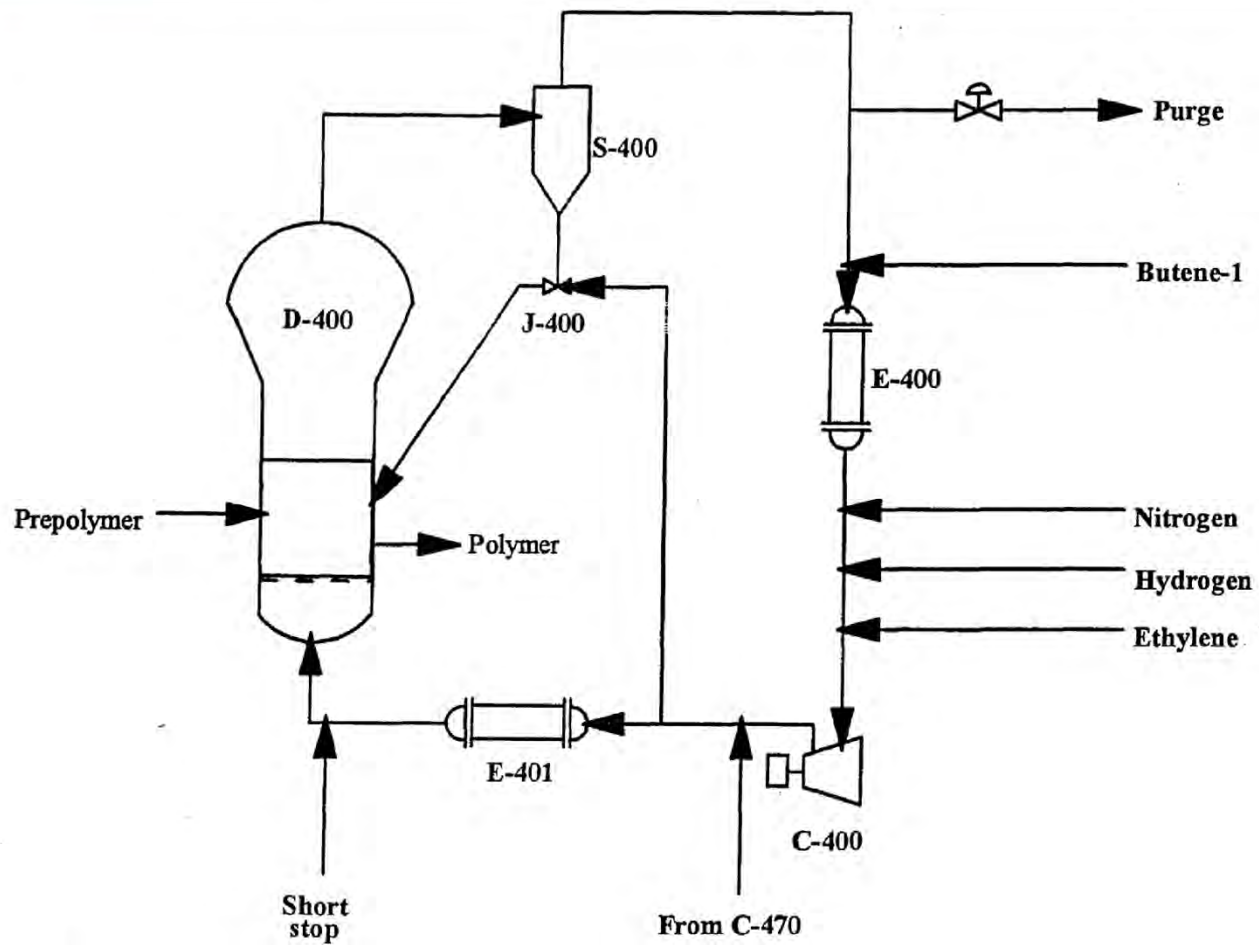 S-400
Purge
D-400
J-400
Butene-1
E-400
Prepolymer
Polymer
Nitrogen
Hydrogen
Ethylene
E-401
C-400
Short
stop
From C-470